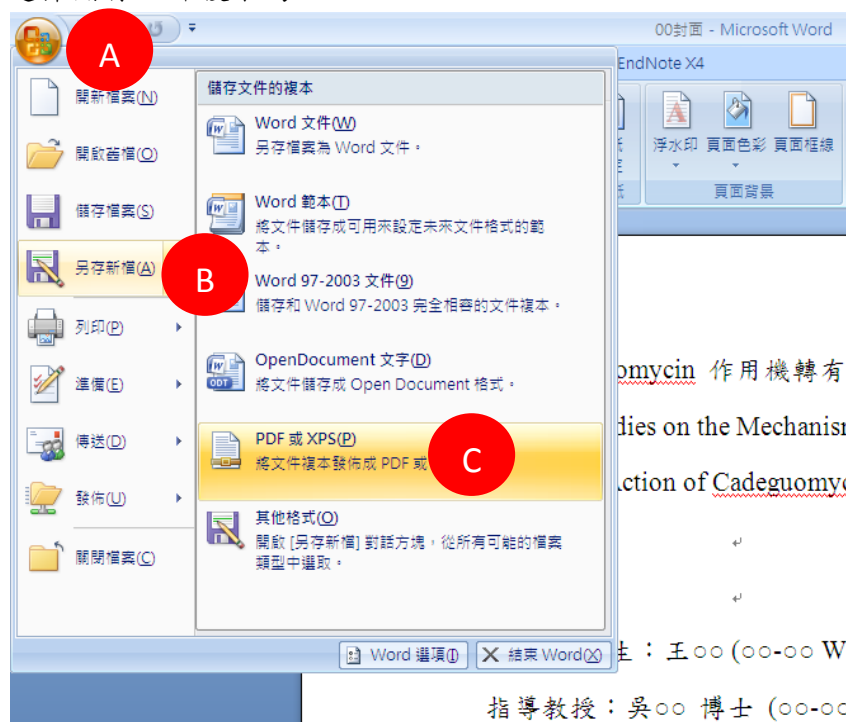 A
00封面 - Microsoft Word
EndNote X4
開新檔案(N)
開啟舊檔(O)
儲存檔案(S)
另存新檔(A)
B
列印(P)
準備(E)
傳送(D)
發佈(U)
關閉檔案(C)
儲存文件的複本
Word 文件(W)
另存檔案為 Word 文件。
Word 範本(T)
將文件儲存成可用來設定未來文件格式的範
本。
Word 97-2003 文件(9)
儲存和 Word 97-2003 完全相容的文件複本。
OpenDocument 文字(D)
將文件儲存成 Open Document 格式。
PDF 或 XPS(P)
將文件複本發佈成 PDF 或
C
其他格式(O)
開啟 [另存新檔] 對話方塊，從所有可能的檔案
類型中選取。
Word 選項(I)
結束 Word(X)
浮水印 頁面色彩 頁面框線
頁面背景
omycin 作用機轉有
dies on the Mechanism
ction of Cadeguomyc
生：王○○ (○○-○○ W
指導教授：吳○○ 博士 (○○-○○